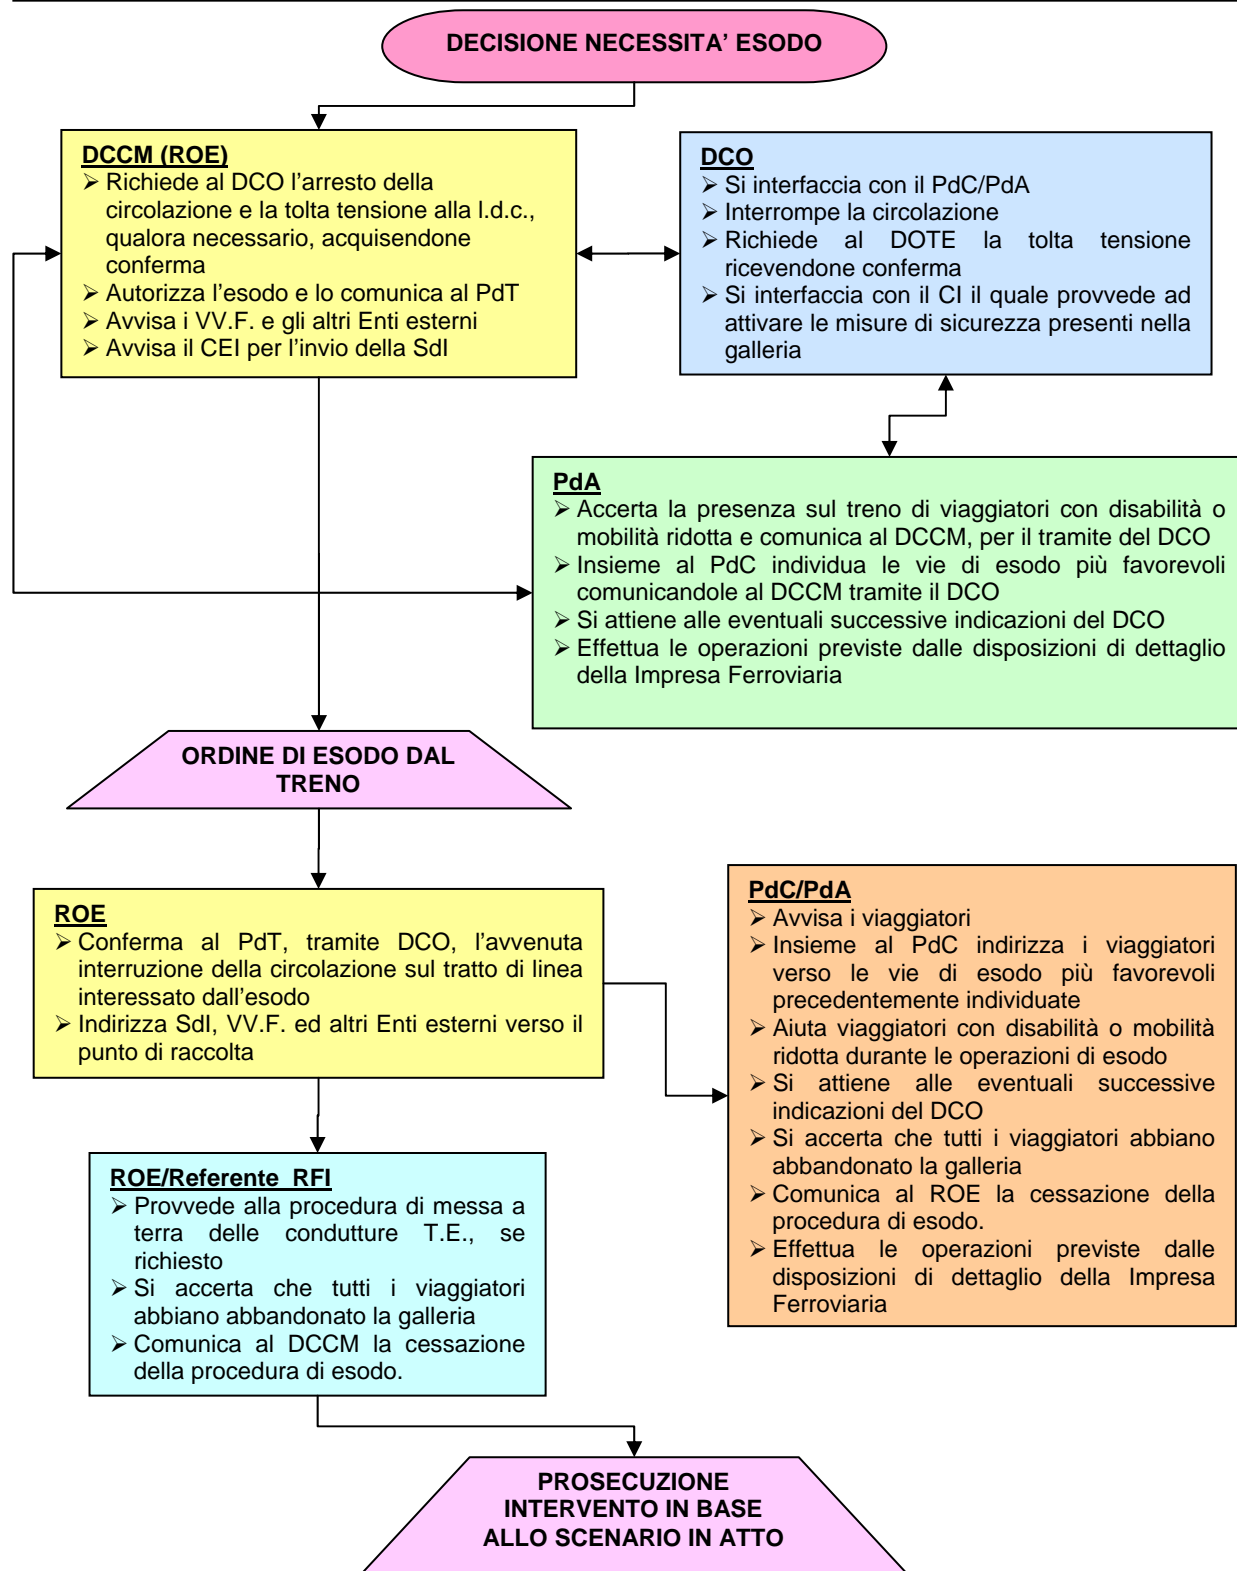 DECISIONE NECESSITA' ESODO
DCCM (ROE)
➢ Richiede al DCO l'arresto della
circolazione e la tolta tensione alla l.d.c.,
qualora necessario, acquisendone
conferma
➢ Autorizza l'esodo e lo comunica al PdT
➢ Avvisa i VV.F. e gli altri Enti esterni
➢ Avvisa il CEI per l'invio della SdI
DCO
➢ Si interfaccia con il PdC/PdA
➢ Interrompe la circolazione
➢ Richiede al DOTE la tolta tensione
ricevendone conferma
➢ Si interfaccia con il CI il quale provvede ad
attivare le misure di sicurezza presenti nella
galleria
PdA
➢ Accerta la presenza sul treno di viaggiatori con disabilità o
mobilità ridotta e comunica al DCCM, per il tramite del DCO
➢ Insieme al PdC individua le vie di esodo più favorevoli
comunicandole al DCCM tramite il DCO
➢ Si attiene alle eventuali successive indicazioni del DCO
➢ Effettua le operazioni previste dalle disposizioni di dettaglio
della Impresa Ferroviaria
ORDINE DI ESODO DAL
TRENO
ROE
➢ Conferma al PdT, tramite DCO, l'avvenuta
interruzione della circolazione sul tratto di linea
interessato dall'esodo
➢ Indirizza SdI, VV.F. ed altri Enti esterni verso il
punto di raccolta
PdC/PdA
➢ Avvisa i viaggiatori
➢ Insieme al PdC indirizza i viaggiatori
verso le vie di esodo più favorevoli
precedentemente individuate
➢ Aiuta viaggiatori con disabilità o mobilità
ridotta durante le operazioni di esodo
➢ Si attiene alle eventuali successive
indicazioni del DCO
➢ Si accerta che tutti i viaggiatori abbiano
abbandonato la galleria
➢ Comunica al ROE la cessazione della
procedura di esodo.
➢ Effettua le operazioni previste dalle
disposizioni di dettaglio della Impresa
Ferroviaria
ROE/Referente RFI
➢ Provvede alla procedura di messa a
terra delle condutture T.E., se
richiesto
➢ Si accerta che tutti i viaggiatori
abbiano abbandonato la galleria
➢ Comunica al DCCM la cessazione
della procedura di esodo.
PROSECUZIONE
INTERVENTO IN BASE
ALLO SCENARIO IN ATTO